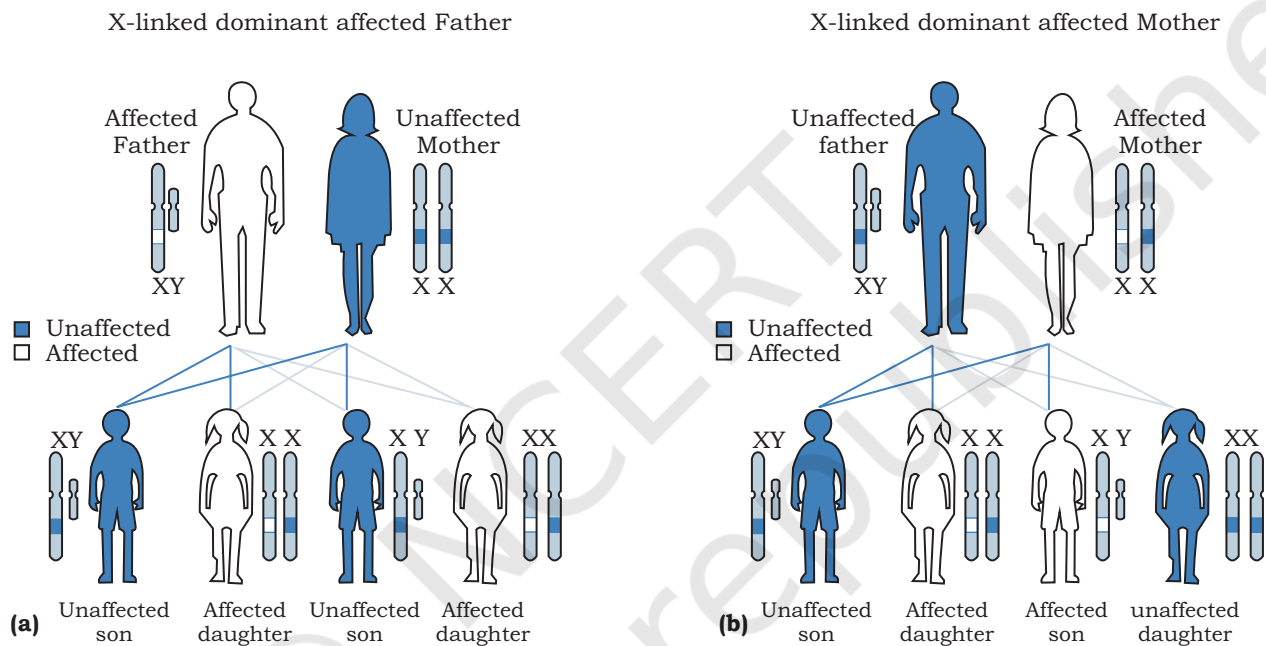 X-linked dominant affected Father
Affected
Father
Unaffected
Mother
XY
X X
Unaffected
Affected
XY
X X
X Y
XX
(a)
Unaffected
son
Affected
daughter
Unaffected
son
Affected
daughter
X-linked dominant affected Mother
Unaffected
father
Affected
Mother
XY
X X
Unaffected
Affected
XY
X X
X Y
XX
(b)
Unaffected
son
Affected
daughter
Affected
son
unaffected
daughter
NCERT
republishe